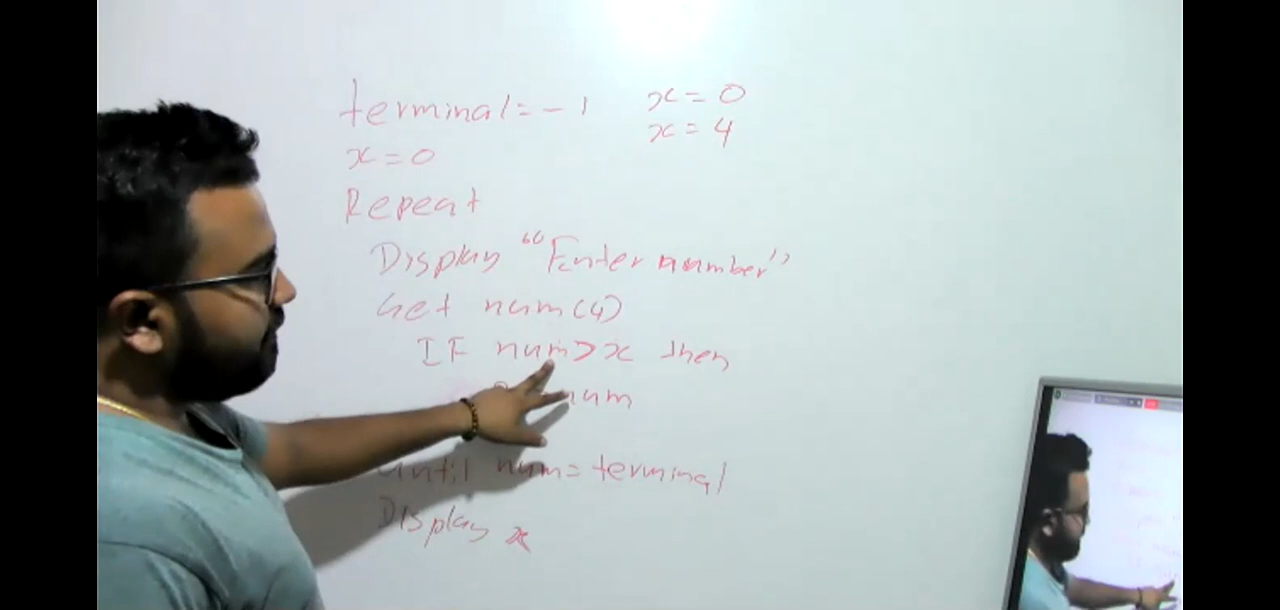 terminal = -1
x = 0
x = 4
x = 0
Repeat
Display "Enter number"
Get num(4)
IF num > x then
num
until num = terminal
Display x